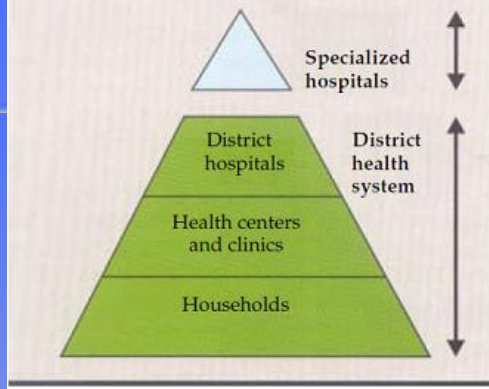 Specialized
hospitals
District
hospitals
District
health
system
Health centers
and clinics
Households